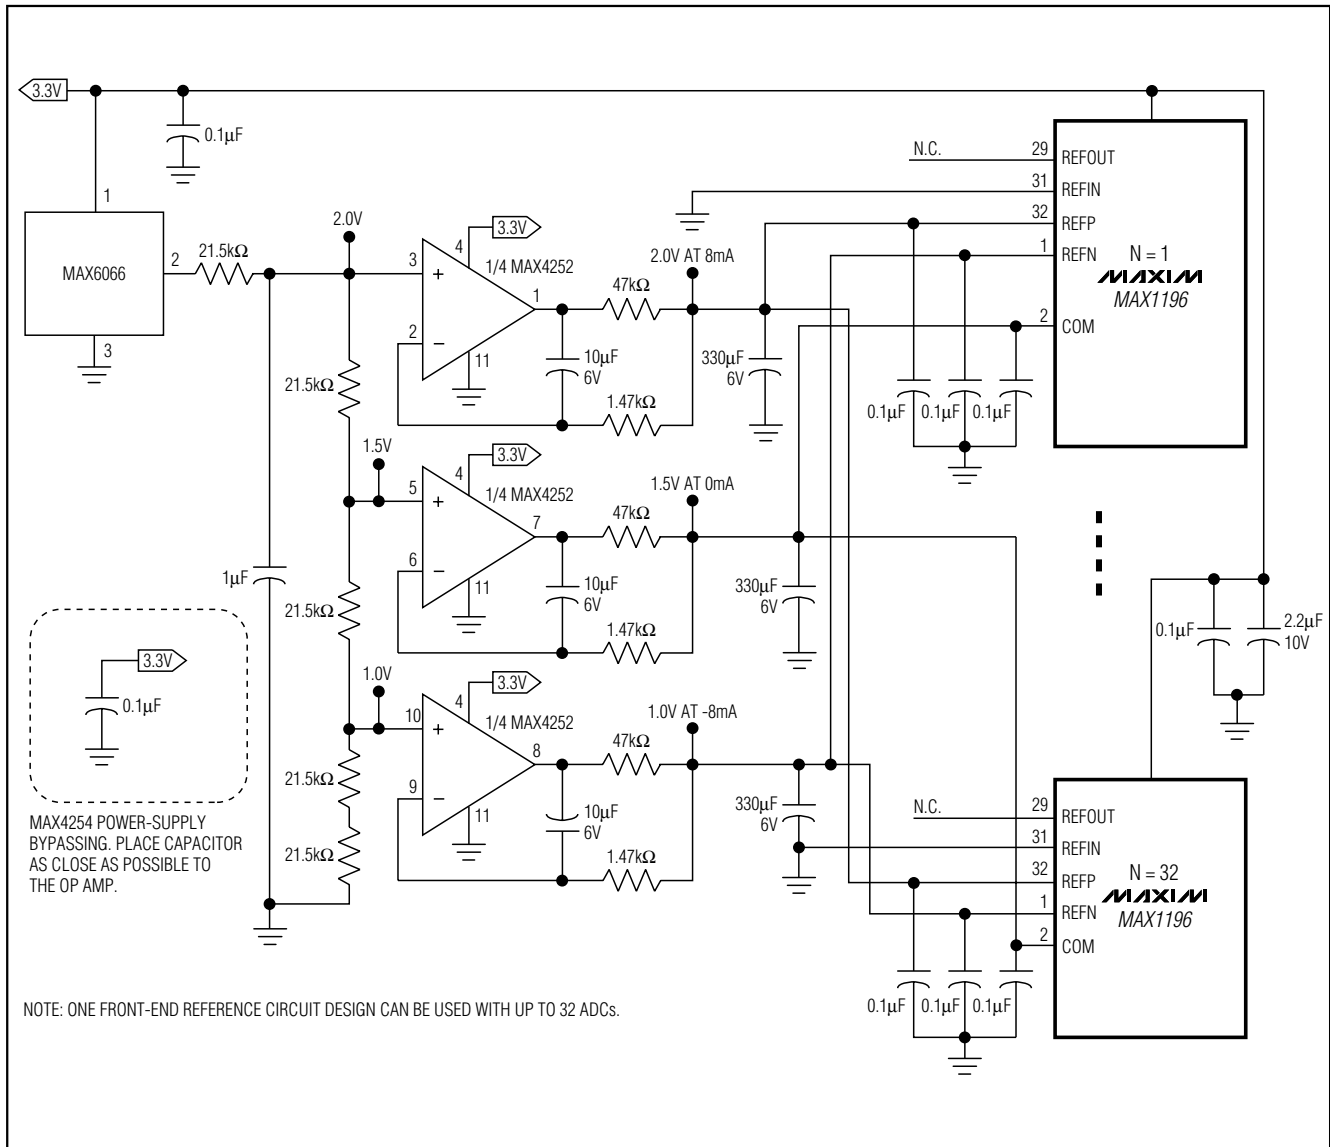 3.3V
0.1µF
1
MAX6066
2
3
21.5kΩ
2.0V
21.5kΩ
1µF
3
2
+
−
4
3.3V
1/4 MAX4252
1
11
10µF
6V
47kΩ
1.47kΩ
2.0V AT 8mA
330µF
6V
1.5V
21.5kΩ
5
6
+
−
4
3.3V
1/4 MAX4252
7
11
10µF
6V
47kΩ
1.47kΩ
1.5V AT 0mA
330µF
6V
1.0V
21.5kΩ
21.5kΩ
10
9
+
−
4
3.3V
1/4 MAX4252
8
11
10µF
6V
47kΩ
1.47kΩ
1.0V AT -8mA
330µF
6V
N.C.
29
REFOUT
31
REFIN
32
REFP
1
REFN
2
COM
N = 1
MAXIM
MAX1196
0.1µF
0.1µF
0.1µF
0.1µF
2.2µF
10V
N.C.
29
REFOUT
31
REFIN
32
REFP
1
REFN
2
COM
N = 32
MAXIM
MAX1196
0.1µF
0.1µF
0.1µF
3.3V
0.1µF
MAX4254 POWER-SUPPLY
BYPASSING. PLACE CAPACITOR
AS CLOSE AS POSSIBLE TO
THE OP AMP.
NOTE: ONE FRONT-END REFERENCE CIRCUIT DESIGN CAN BE USED WITH UP TO 32 ADCs.